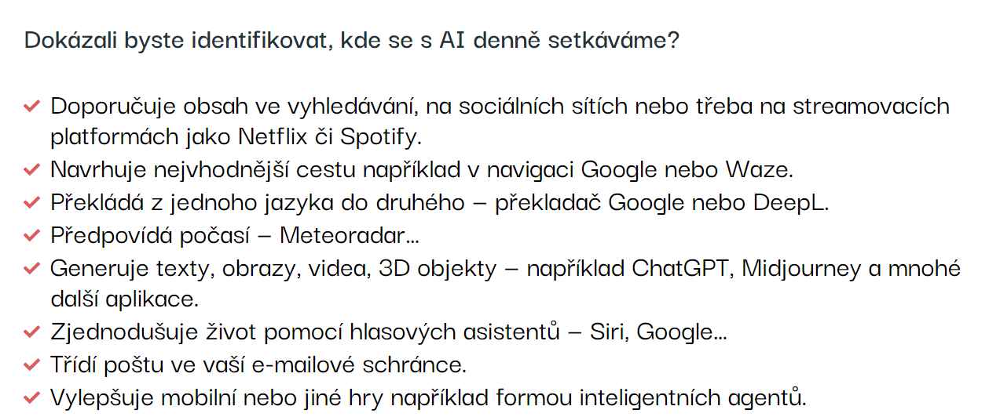 Dokázali byste identifikovat, kde se s AI denně setkáváme?
Doporučuje obsah ve vyhledávání, na sociálních sítích nebo třeba na streamovacích
platformách jako Netflix či Spotify.
Navrhuje nejvhodnější cestu například v navigaci Google nebo Waze.
Překládá z jednoho jazyka do druhého – překladač Google nebo DeepL.
Předpovídá počasí – Meteoradar...
Generuje texty, obrazy, videa, 3D objekty – například ChatGPT, Midjourney a mnohé
další aplikace.
Zjednodušuje život pomocí hlasových asistentů – Siri, Google...
Třídí poštu ve vaší e-mailové schránce.
Vylepšuje mobilní nebo jiné hry například formou inteligentních agentů.